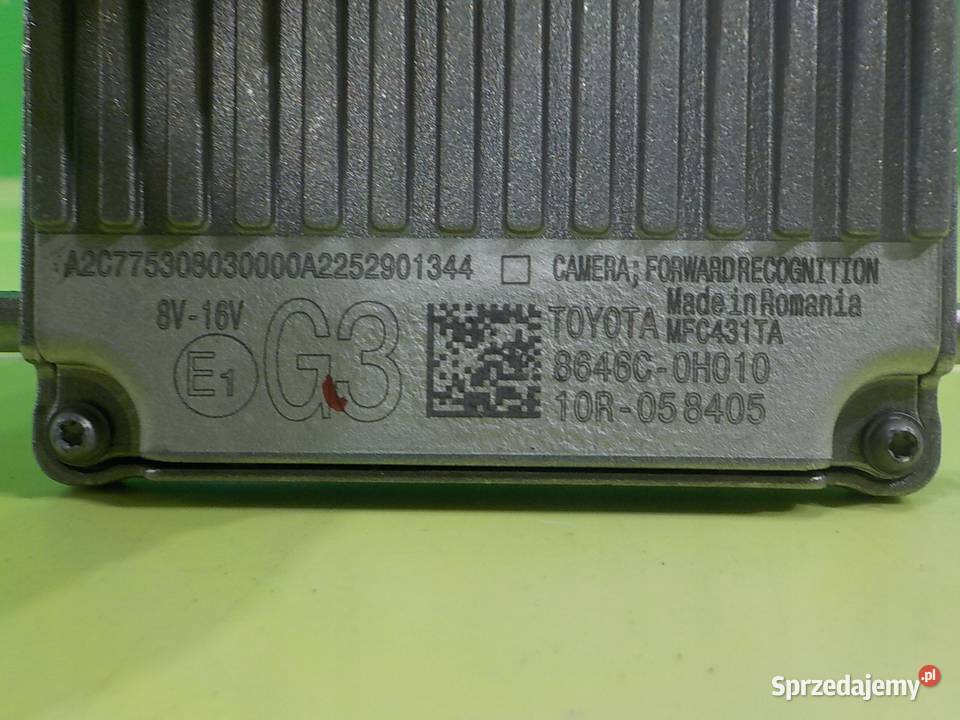 A2C775308030000A2252901344 CAMERA; FORWARD RECOGNITION
8V-16V
E1
G3
TOYOTA Made in Romania
MFC431TA
8646C-0H010
10R-058405
Sprzedajemy.pl